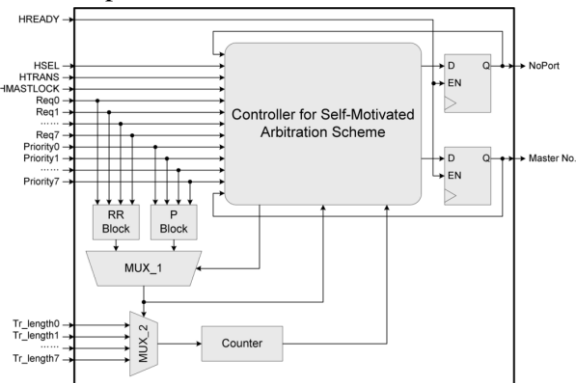 HREADY
HSEL
HTRANS
HMASTLOCK
Req0
Req1
......
Req7
Priority0
Priority1
......
Priority7
Controller for Self-Motivated
Arbitration Scheme
D Q
EN
NoPort
D Q
EN
Master No.
RR
Block
P
Block
MUX_1
Tr_length0
Tr_length1
......
Tr_length7
MUX_2
Counter